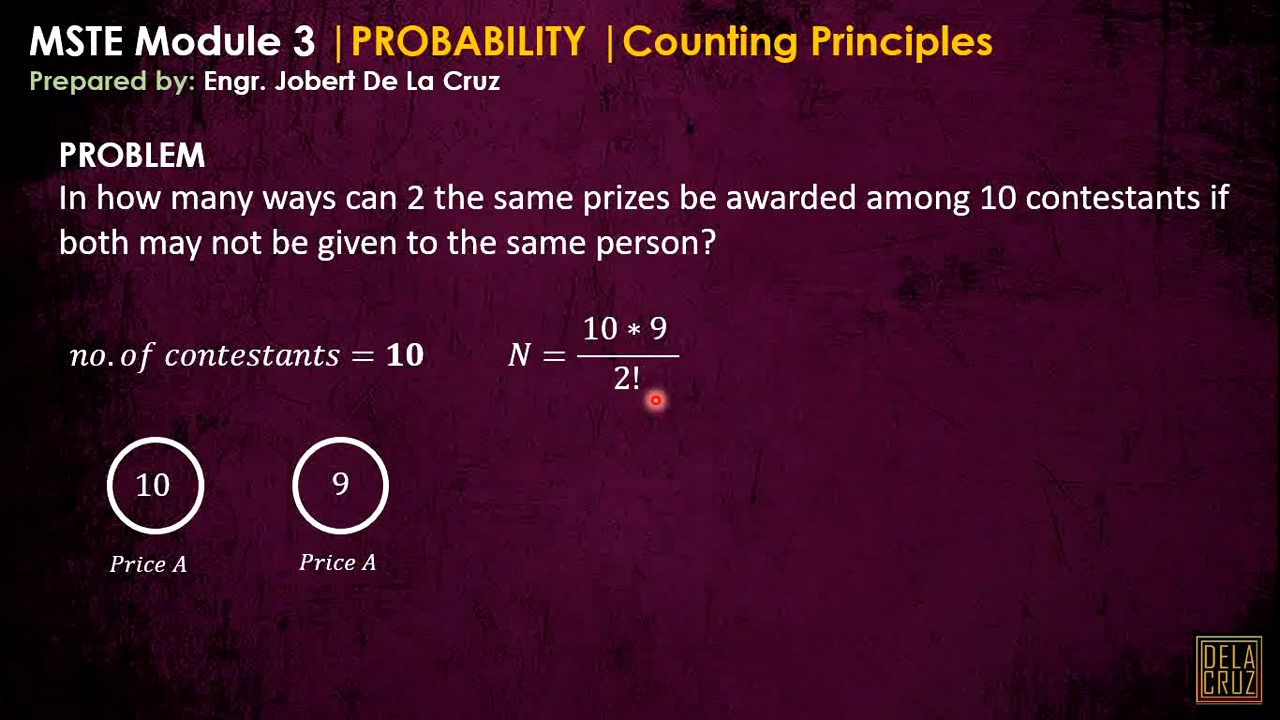 MSTE Module 3 |PROBABILITY |Counting Principles
Prepared by: Engr. Jobert De La Cruz
PROBLEM
In how many ways can 2 the same prizes be awarded among 10 contestants if
both may not be given to the same person?
no. of contestants = 10
N = 10 * 9 / 2!
10 9
Price A Price A
DELA
CRUZ